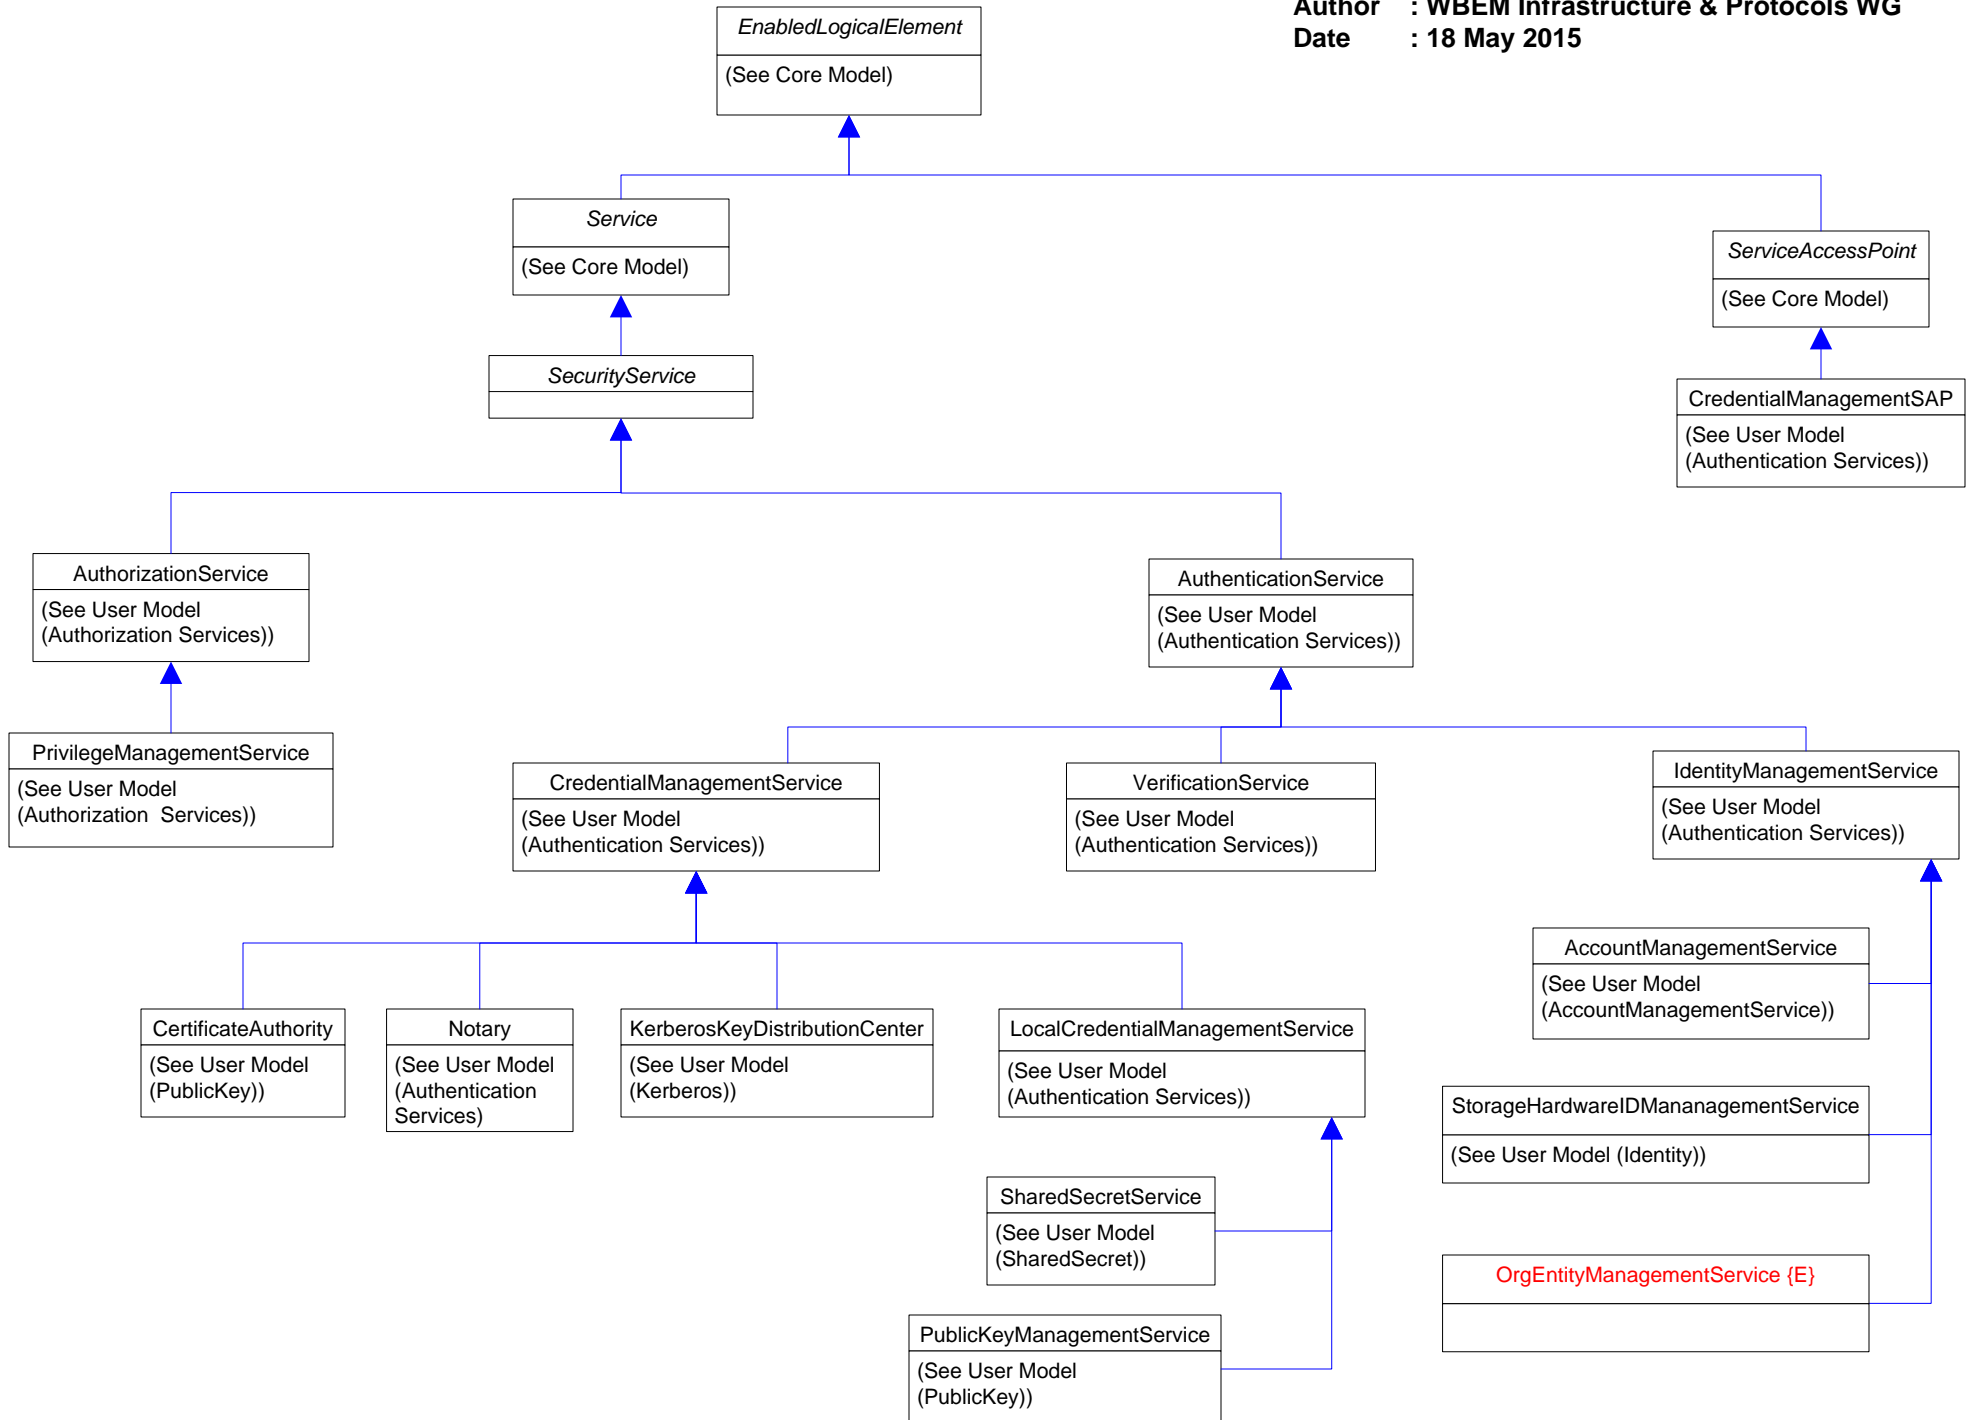 Author : WBEM Infrastructure & Protocols WG
Date : 18 May 2015
EnabledLogicalElement
(See Core Model)
Service
(See Core Model)
ServiceAccessPoint
(See Core Model)
SecurityService
CredentialManagementSAP
(See User Model
(Authentication Services))
AuthorizationService
(See User Model
(Authorization Services))
AuthenticationService
(See User Model
(Authentication Services))
PrivilegeManagementService
(See User Model
(Authorization  Services))
CredentialManagementService
(See User Model
(Authentication Services))
VerificationService
(See User Model
(Authentication Services))
IdentityManagementService
(See User Model
(Authentication Services))
AccountManagementService
(See User Model
(AccountManagementService))
CertificateAuthority
(See User Model
(PublicKey))
Notary
(See User Model
(Authentication
Services)
KerberosKeyDistributionCenter
(See User Model
(Kerberos))
LocalCredentialManagementService
(See User Model
(Authentication Services))
StorageHardwareIDMananagementService
(See User Model (Identity))
SharedSecretService
(See User Model
(SharedSecret))
OrgEntityManagementService {E}
PublicKeyManagementService
(See User Model
(PublicKey))